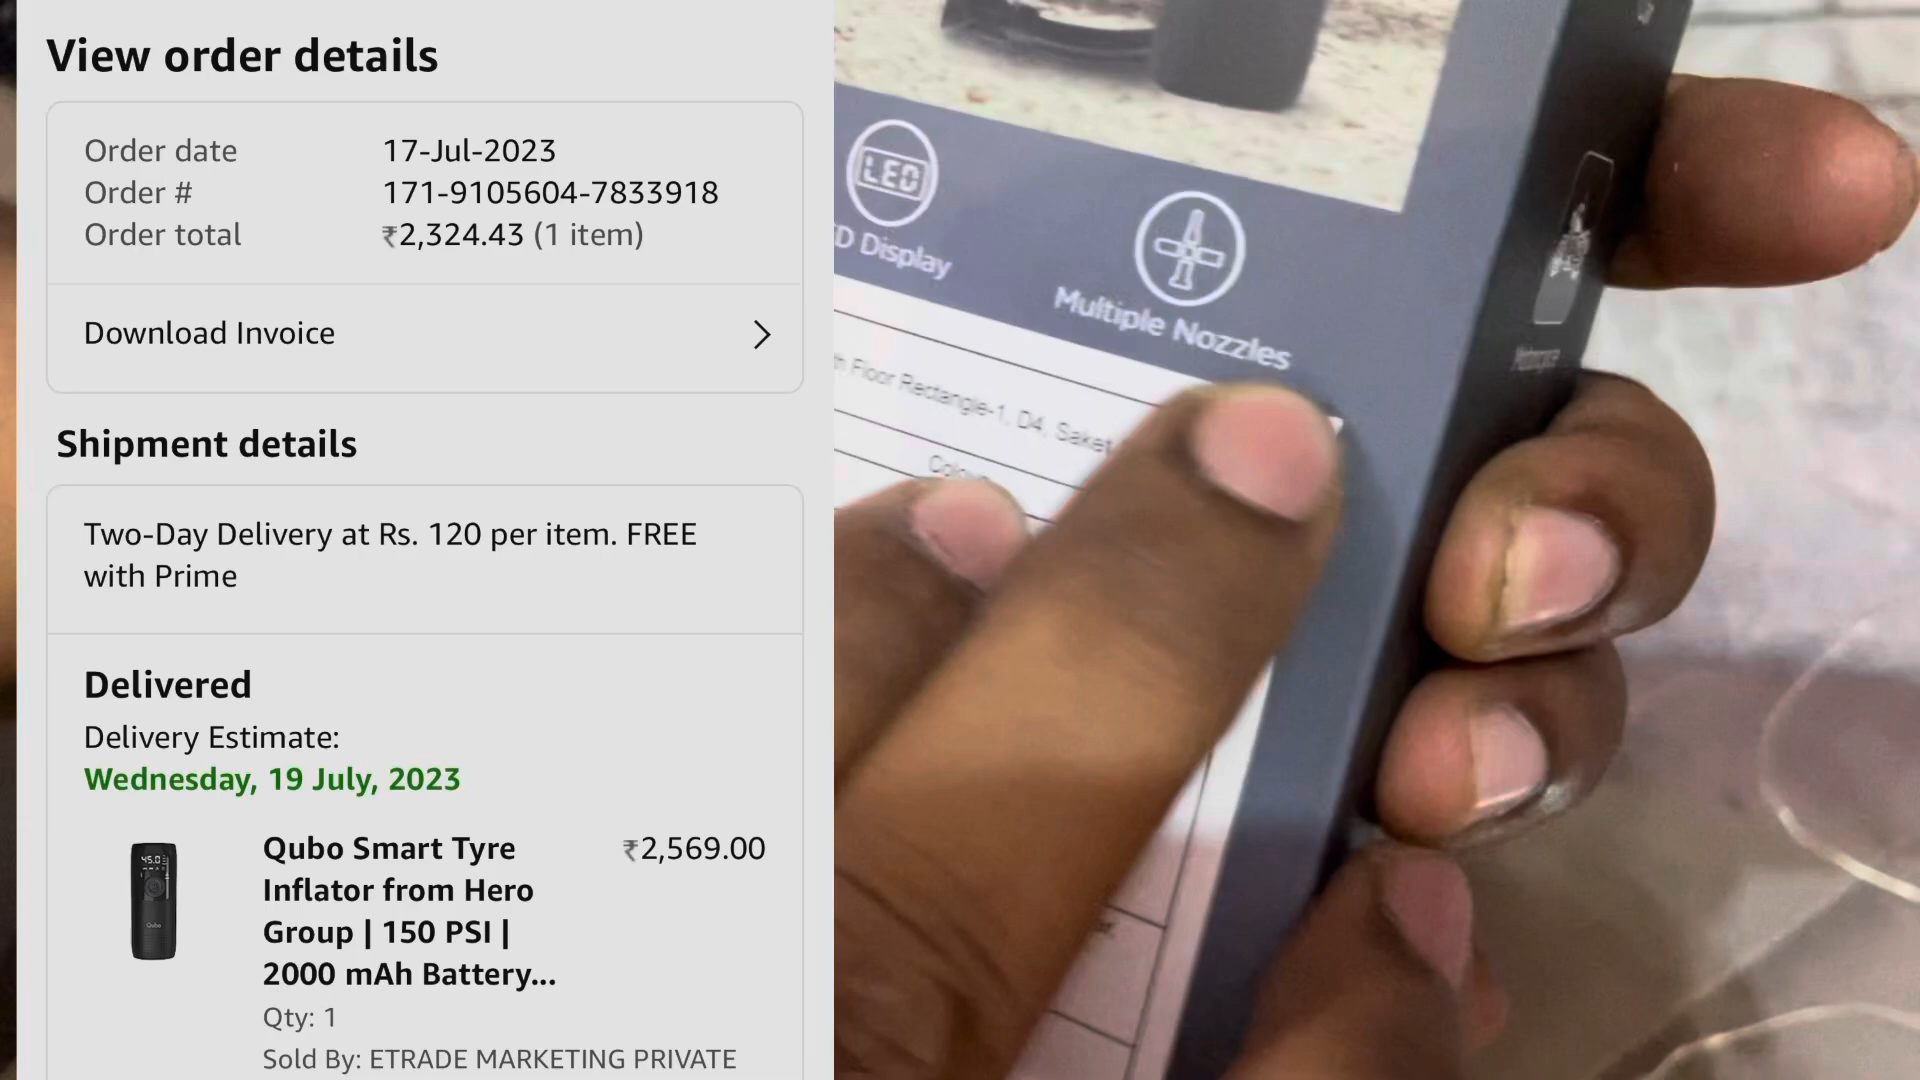 View order details
Order date 17-Jul-2023
Order # 171-9105604-7833918
Order total ₹2,324.43 (1 item)
Download Invoice
Shipment details
Two-Day Delivery at Rs. 120 per item. FREE
with Prime
Delivered
Delivery Estimate:
Wednesday, 19 July, 2023
Qubo Smart Tyre ₹2,569.00
Inflator from Hero
Group | 150 PSI |
2000 mAh Battery...
Qty: 1
Sold By: ETRADE MARKETING PRIVATE
45.0
Qubo
LED
D Display
Multiple Nozzles
Floor Rectangle-1, D4, Saket